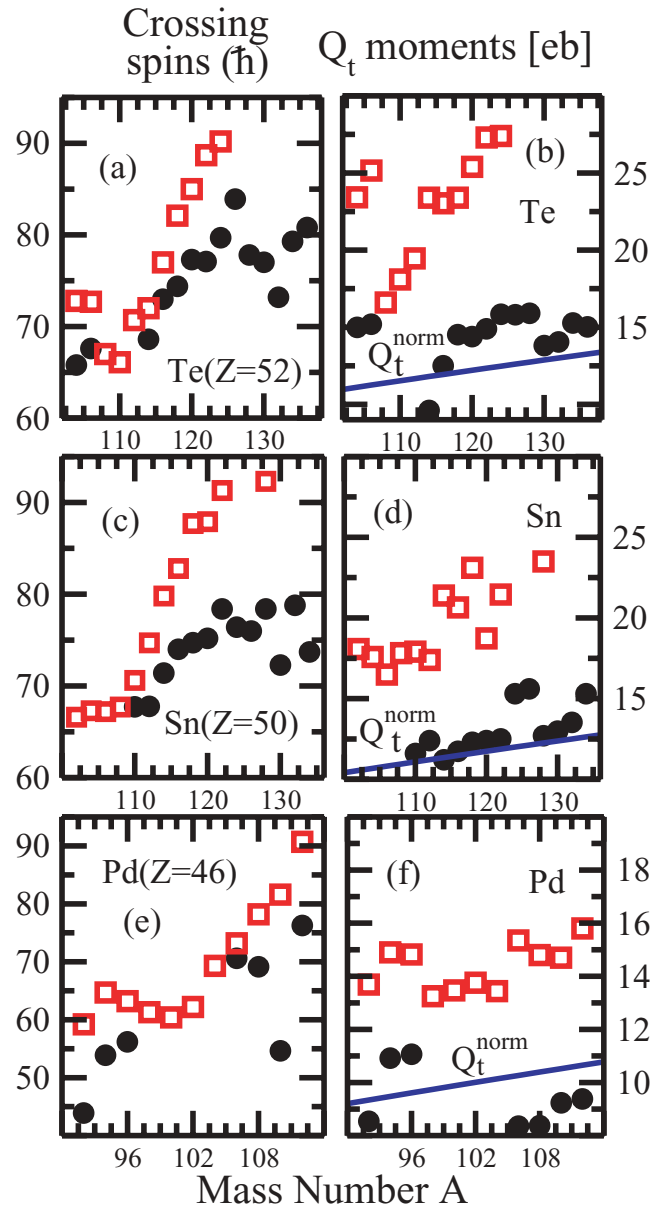 Crossing
spins (ħ)
Q_t moments [eb]
90
80
70
60
(a)
Te(Z=52)
110 120 130
(b)
Te
Q_t^norm
25
20
15
110 120 130
90
80
70
60
(c)
Sn(Z=50)
110 120 130
(d)
Sn
Q_t^norm
25
20
15
110 120 130
90
80
70
60
50
Pd(Z=46)
(e)
96 102 108
(f)
Pd
Q_t^norm
18
16
14
11
10
8
96 102 108
Mass Number A